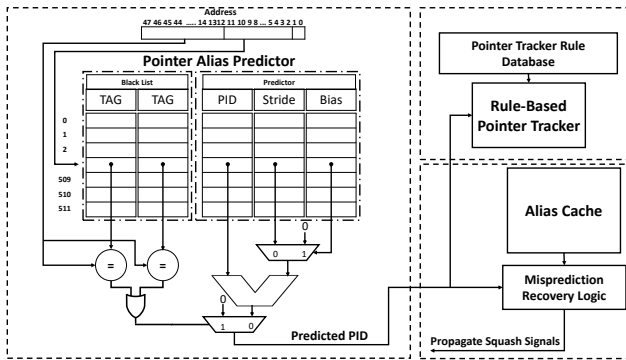 Address
47 46 45 44 ..... 14 1312 11 10 9 8 ... 5 4 3 2 1 0
Pointer Alias Predictor
Black List
Predictor
TAG
TAG
PID
Stride
Bias
0
1
2
509
510
511
0
0 1
=
=
0
1 0
Predicted PID
Pointer Tracker Rule
Database
Rule-Based
Pointer Tracker
Alias Cache
Misprediction
Recovery Logic
Propagate Squash Signals